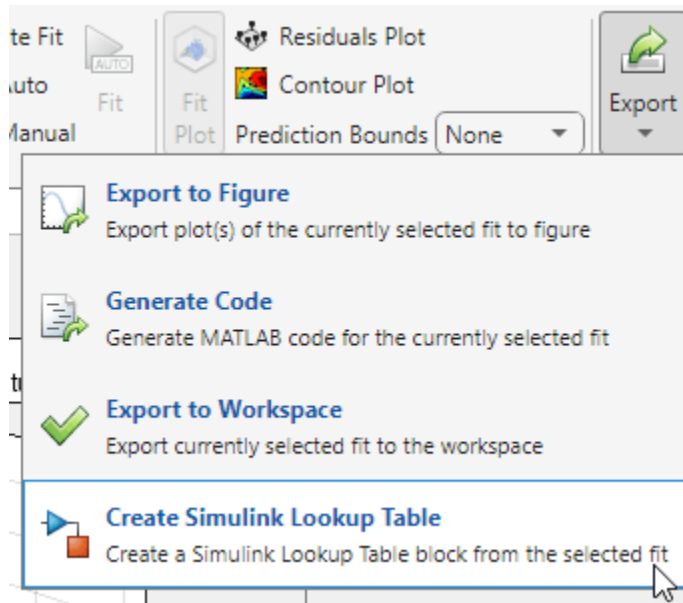 te Fit
Residuals Plot
AUTO
Fit
Contour Plot
Fit
Plot
Prediction Bounds
None
Export
Manual
Export to Figure
Export plot(s) of the currently selected fit to figure
Generate Code
Generate MATLAB code for the currently selected fit
Export to Workspace
Export currently selected fit to the workspace
Create Simulink Lookup Table
Create a Simulink Lookup Table block from the selected fit